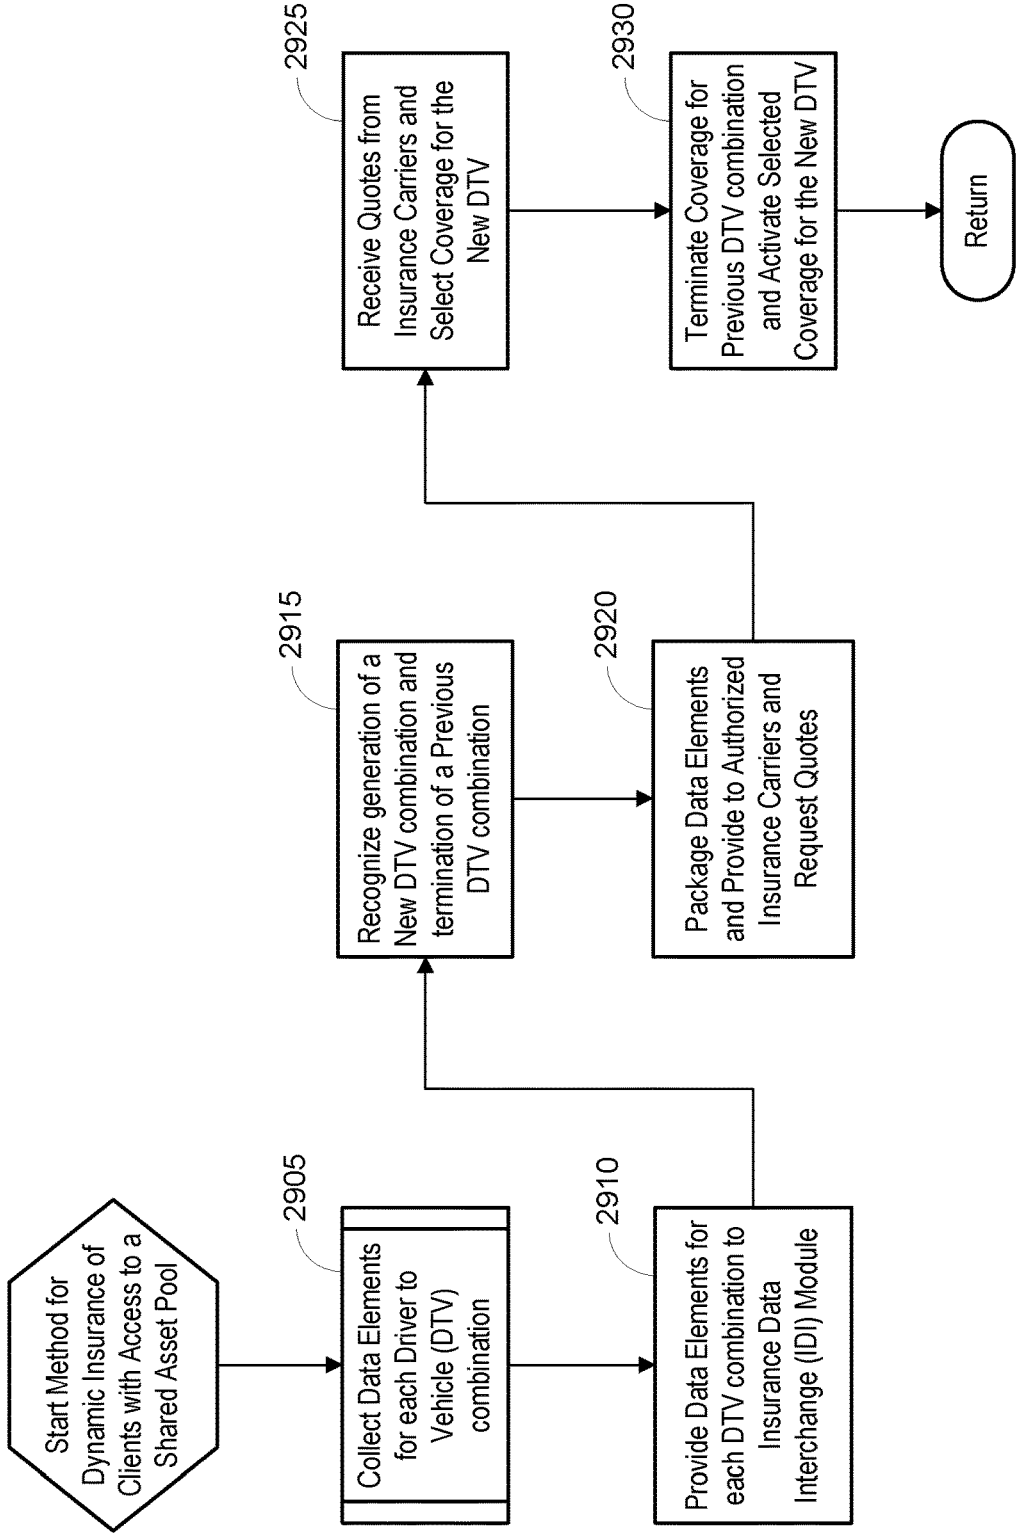 Start Method for
Dynamic Insurance of
Clients with Access to a
Shared Asset Pool
2905
Collect Data Elements
for each Driver to
Vehicle (DTV)
combination
2910
Provide Data Elements for
each DTV combination to
Insurance Data
Interchange (IDI) Module
2915
Recognize generation of a
New DTV combination and
termination of a Previous
DTV combination
2920
Package Data Elements
and Provide to Authorized
Insurance Carriers and
Request Quotes
2925
Receive Quotes from
Insurance Carriers and
Select Coverage for the
New DTV
2930
Terminate Coverage for
Previous DTV combination
and Activate Selected
Coverage for the New DTV
Return